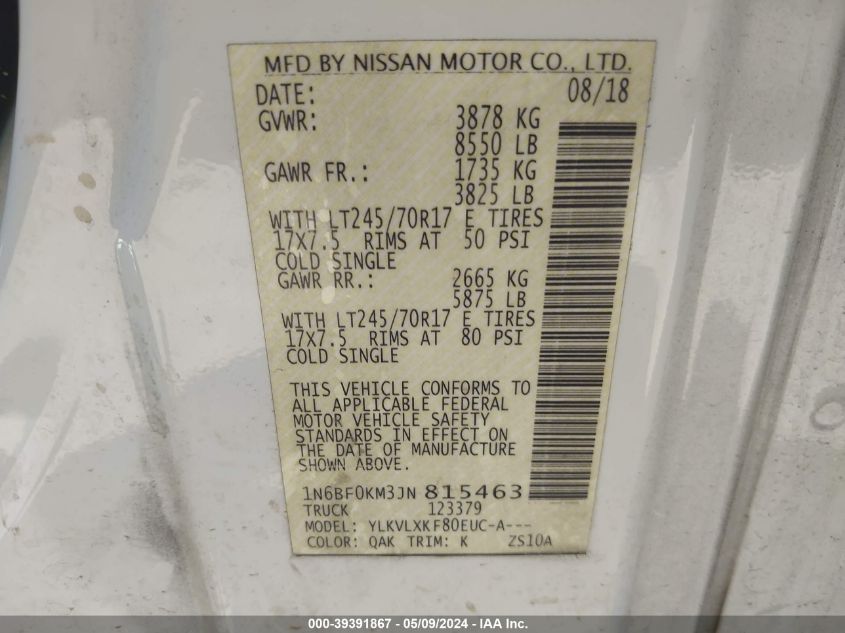 MFD BY NISSAN MOTOR CO., LTD.
DATE: 08/18
GVWR: 3878 KG
8550 LB
GAWR FR.: 1735 KG
3825 LB
WITH LT245/70R17 E TIRES
17X7.5 RIMS AT 50 PSI
COLD SINGLE
GAWR RR.: 2665 KG
5875 LB
WITH LT245/70R17 E TIRES
17X7.5 RIMS AT 80 PSI
COLD SINGLE
THIS VEHICLE CONFORMS TO
ALL APPLICABLE FEDERAL
MOTOR VEHICLE SAFETY
STANDARDS IN EFFECT ON
THE DATE OF MANUFACTURE
SHOWN ABOVE.
1N6BF0KM3JN 815463
TRUCK 123379
MODEL: YLKVLXKF80EUC-A---
COLOR: QAK TRIM: K ZS10A
000-39391867 - 05/09/2024 - IAA Inc.